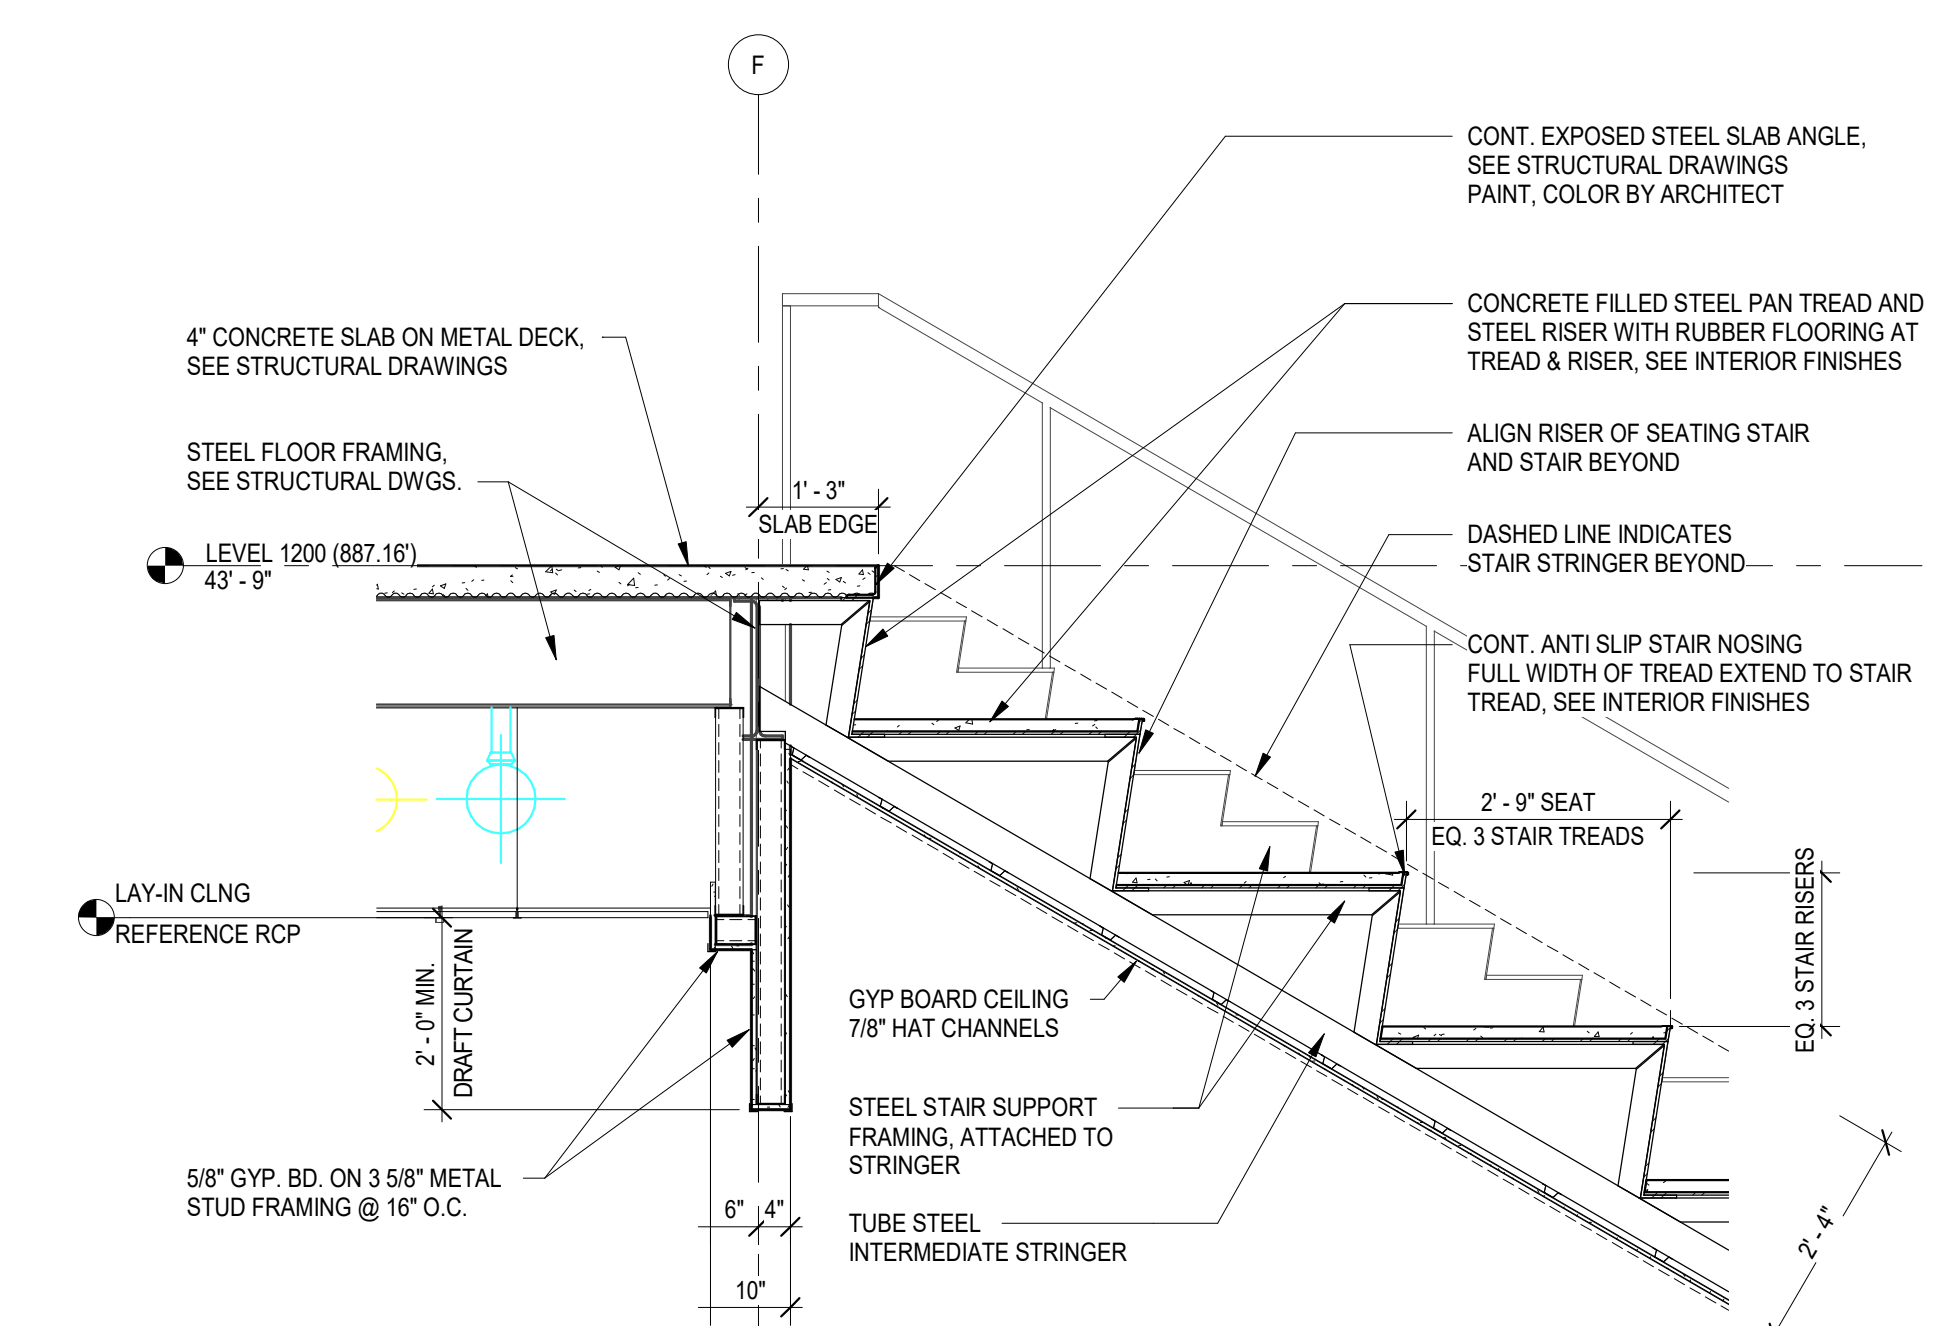 F
CONT. EXPOSED STEEL SLAB ANGLE,
SEE STRUCTURAL DRAWINGS
PAINT, COLOR BY ARCHITECT
CONCRETE FILLED STEEL PAN TREAD AND
STEEL RISER WITH RUBBER FLOORING AT
TREAD & RISER, SEE INTERIOR FINISHES
4" CONCRETE SLAB ON METAL DECK,
SEE STRUCTURAL DRAWINGS
ALIGN RISER OF SEATING STAIR
AND STAIR BEYOND
STEEL FLOOR FRAMING,
SEE STRUCTURAL DWGS.
1' - 3"
SLAB EDGE
DASHED LINE INDICATES
STAIR STRINGER BEYOND
LEVEL 1200 (887.16')
43' - 9"
CONT. ANTI SLIP STAIR NOSING
FULL WIDTH OF TREAD EXTEND TO STAIR
TREAD, SEE INTERIOR FINISHES
2' - 9" SEAT
EQ. 3 STAIR TREADS
EQ. 3 STAIR RISERS
LAY-IN CLNG
REFERENCE RCP
2' - 0" MIN.
DRAFT CURTAIN
GYP BOARD CEILING
7/8" HAT CHANNELS
STEEL STAIR SUPPORT
FRAMING, ATTACHED TO
STRINGER
5/8" GYP. BD. ON 3 5/8" METAL
STUD FRAMING @ 16" O.C.
6"
4"
TUBE STEEL
INTERMEDIATE STRINGER
2' - 4"
10"